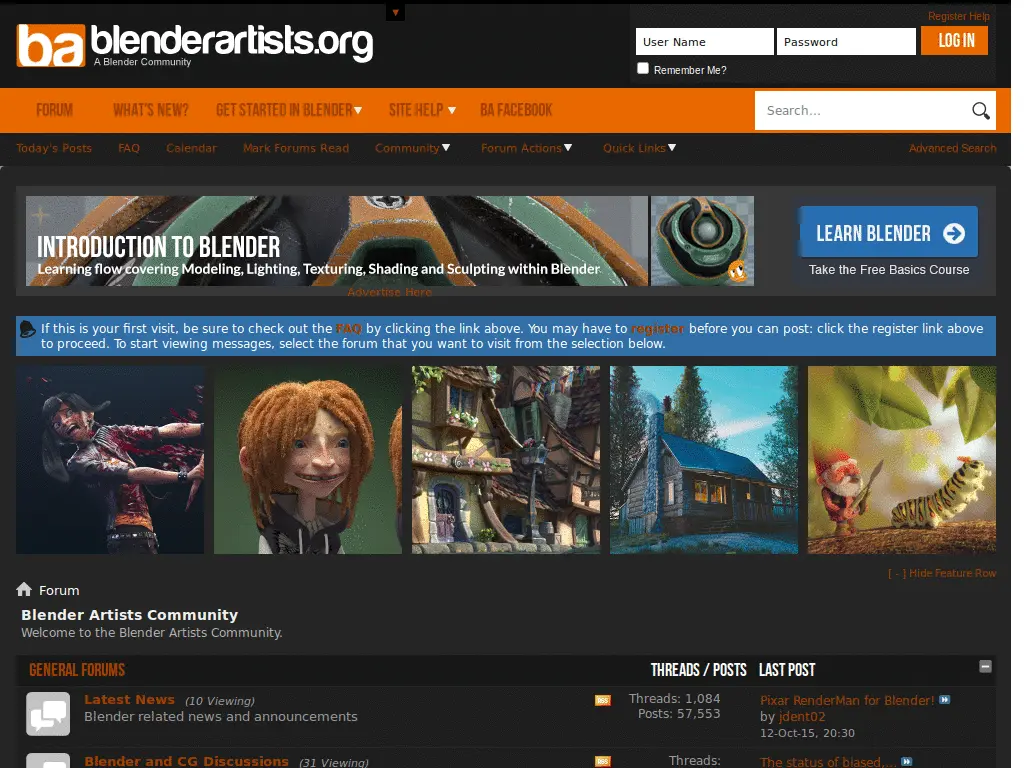 Register Help
ba blenderartists.org
A Blender Community
User Name
Password
LOG IN
Remember Me?
FORUM
WHAT'S NEW?
GET STARTED IN BLENDER
SITE HELP
BA FACEBOOK
Search...
Today's Posts
FAQ
Calendar
Mark Forums Read
Community
Forum Actions
Quick Links
Advanced Search
INTRODUCTION TO BLENDER
Learning flow covering Modeling, Lighting, Texturing, Shading and Sculpting within Blender
LEARN BLENDER
Take the Free Basics Course
Advertise Here
If this is your first visit, be sure to check out the FAQ by clicking the link above. You may have to register before you can post: click the register link above
to proceed. To start viewing messages, select the forum that you want to visit from the selection below.
[ - ] Hide Feature Row
Forum
Blender Artists Community
Welcome to the Blender Artists Community.
GENERAL FORUMS
THREADS / POSTS
LAST POST
Latest News (10 Viewing)
Blender related news and announcements
RSS
Threads: 1,084
Posts: 57,553
Pixar RenderMan for Blender!
by jdent02
12-Oct-15, 20:30
Blender and CG Discussions (31 Viewing)
RSS
Threads:
The status of biased,...